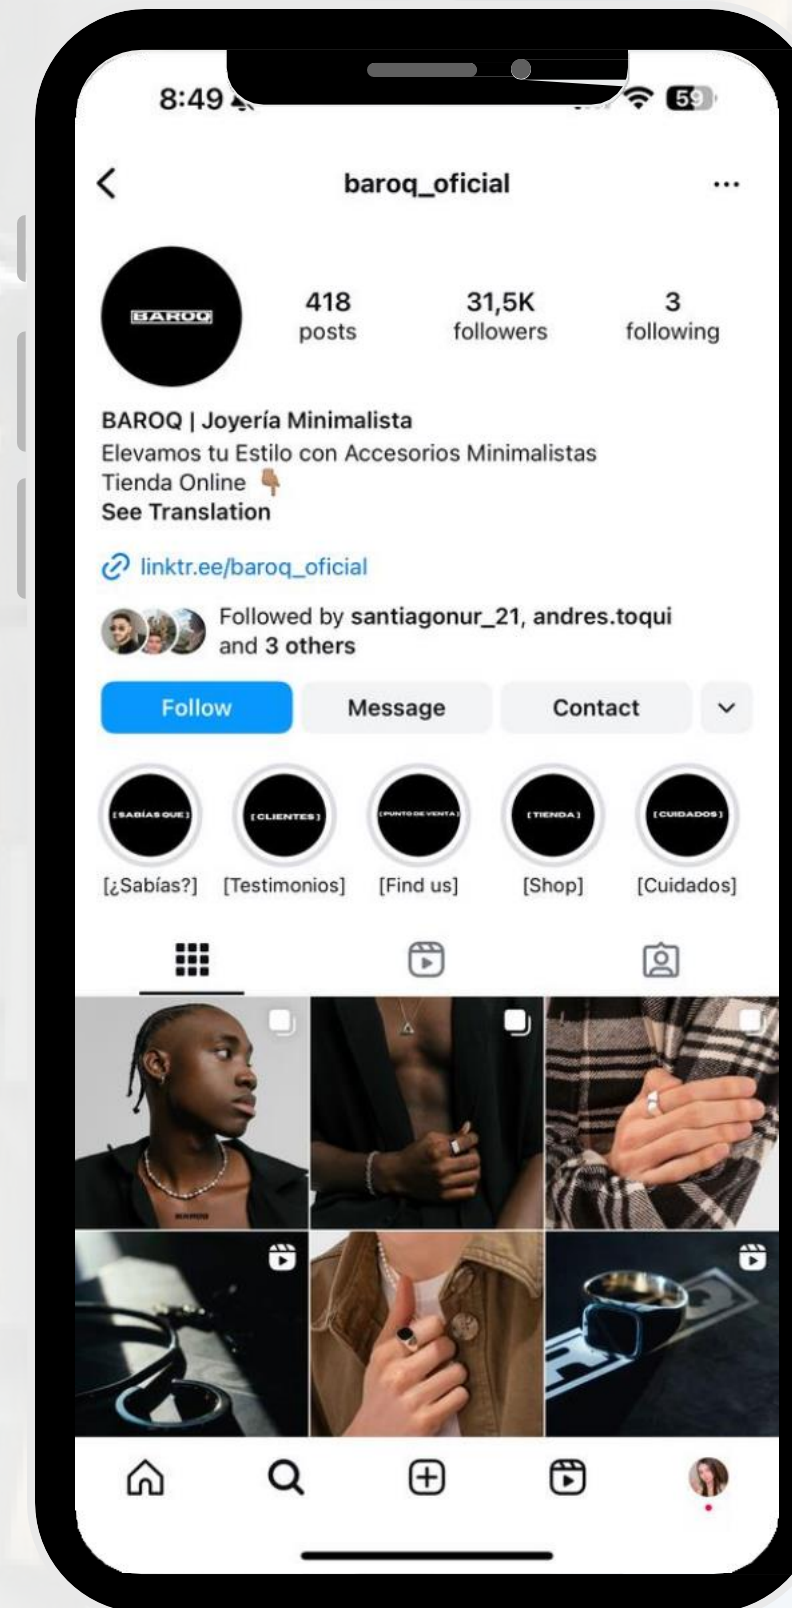 8:49
59
baroq_oficial
BAROQ
418
posts
31,5K
followers
3
following
BAROQ | Joyería Minimalista
Elevamos tu Estilo con Accesorios Minimalistas
Tienda Online
See Translation
linktr.ee/baroq_oficial
Followed by santiagonur_21, andres.toqui
and 3 others
Follow
Message
Contact
[SABÍAS QUE]
[CLIENTES]
[PUNTO DE VENTA]
[TIENDA]
[CUIDADOS]
[¿Sabías?]
[Testimonios]
[Find us]
[Shop]
[Cuidados]
BAROQ